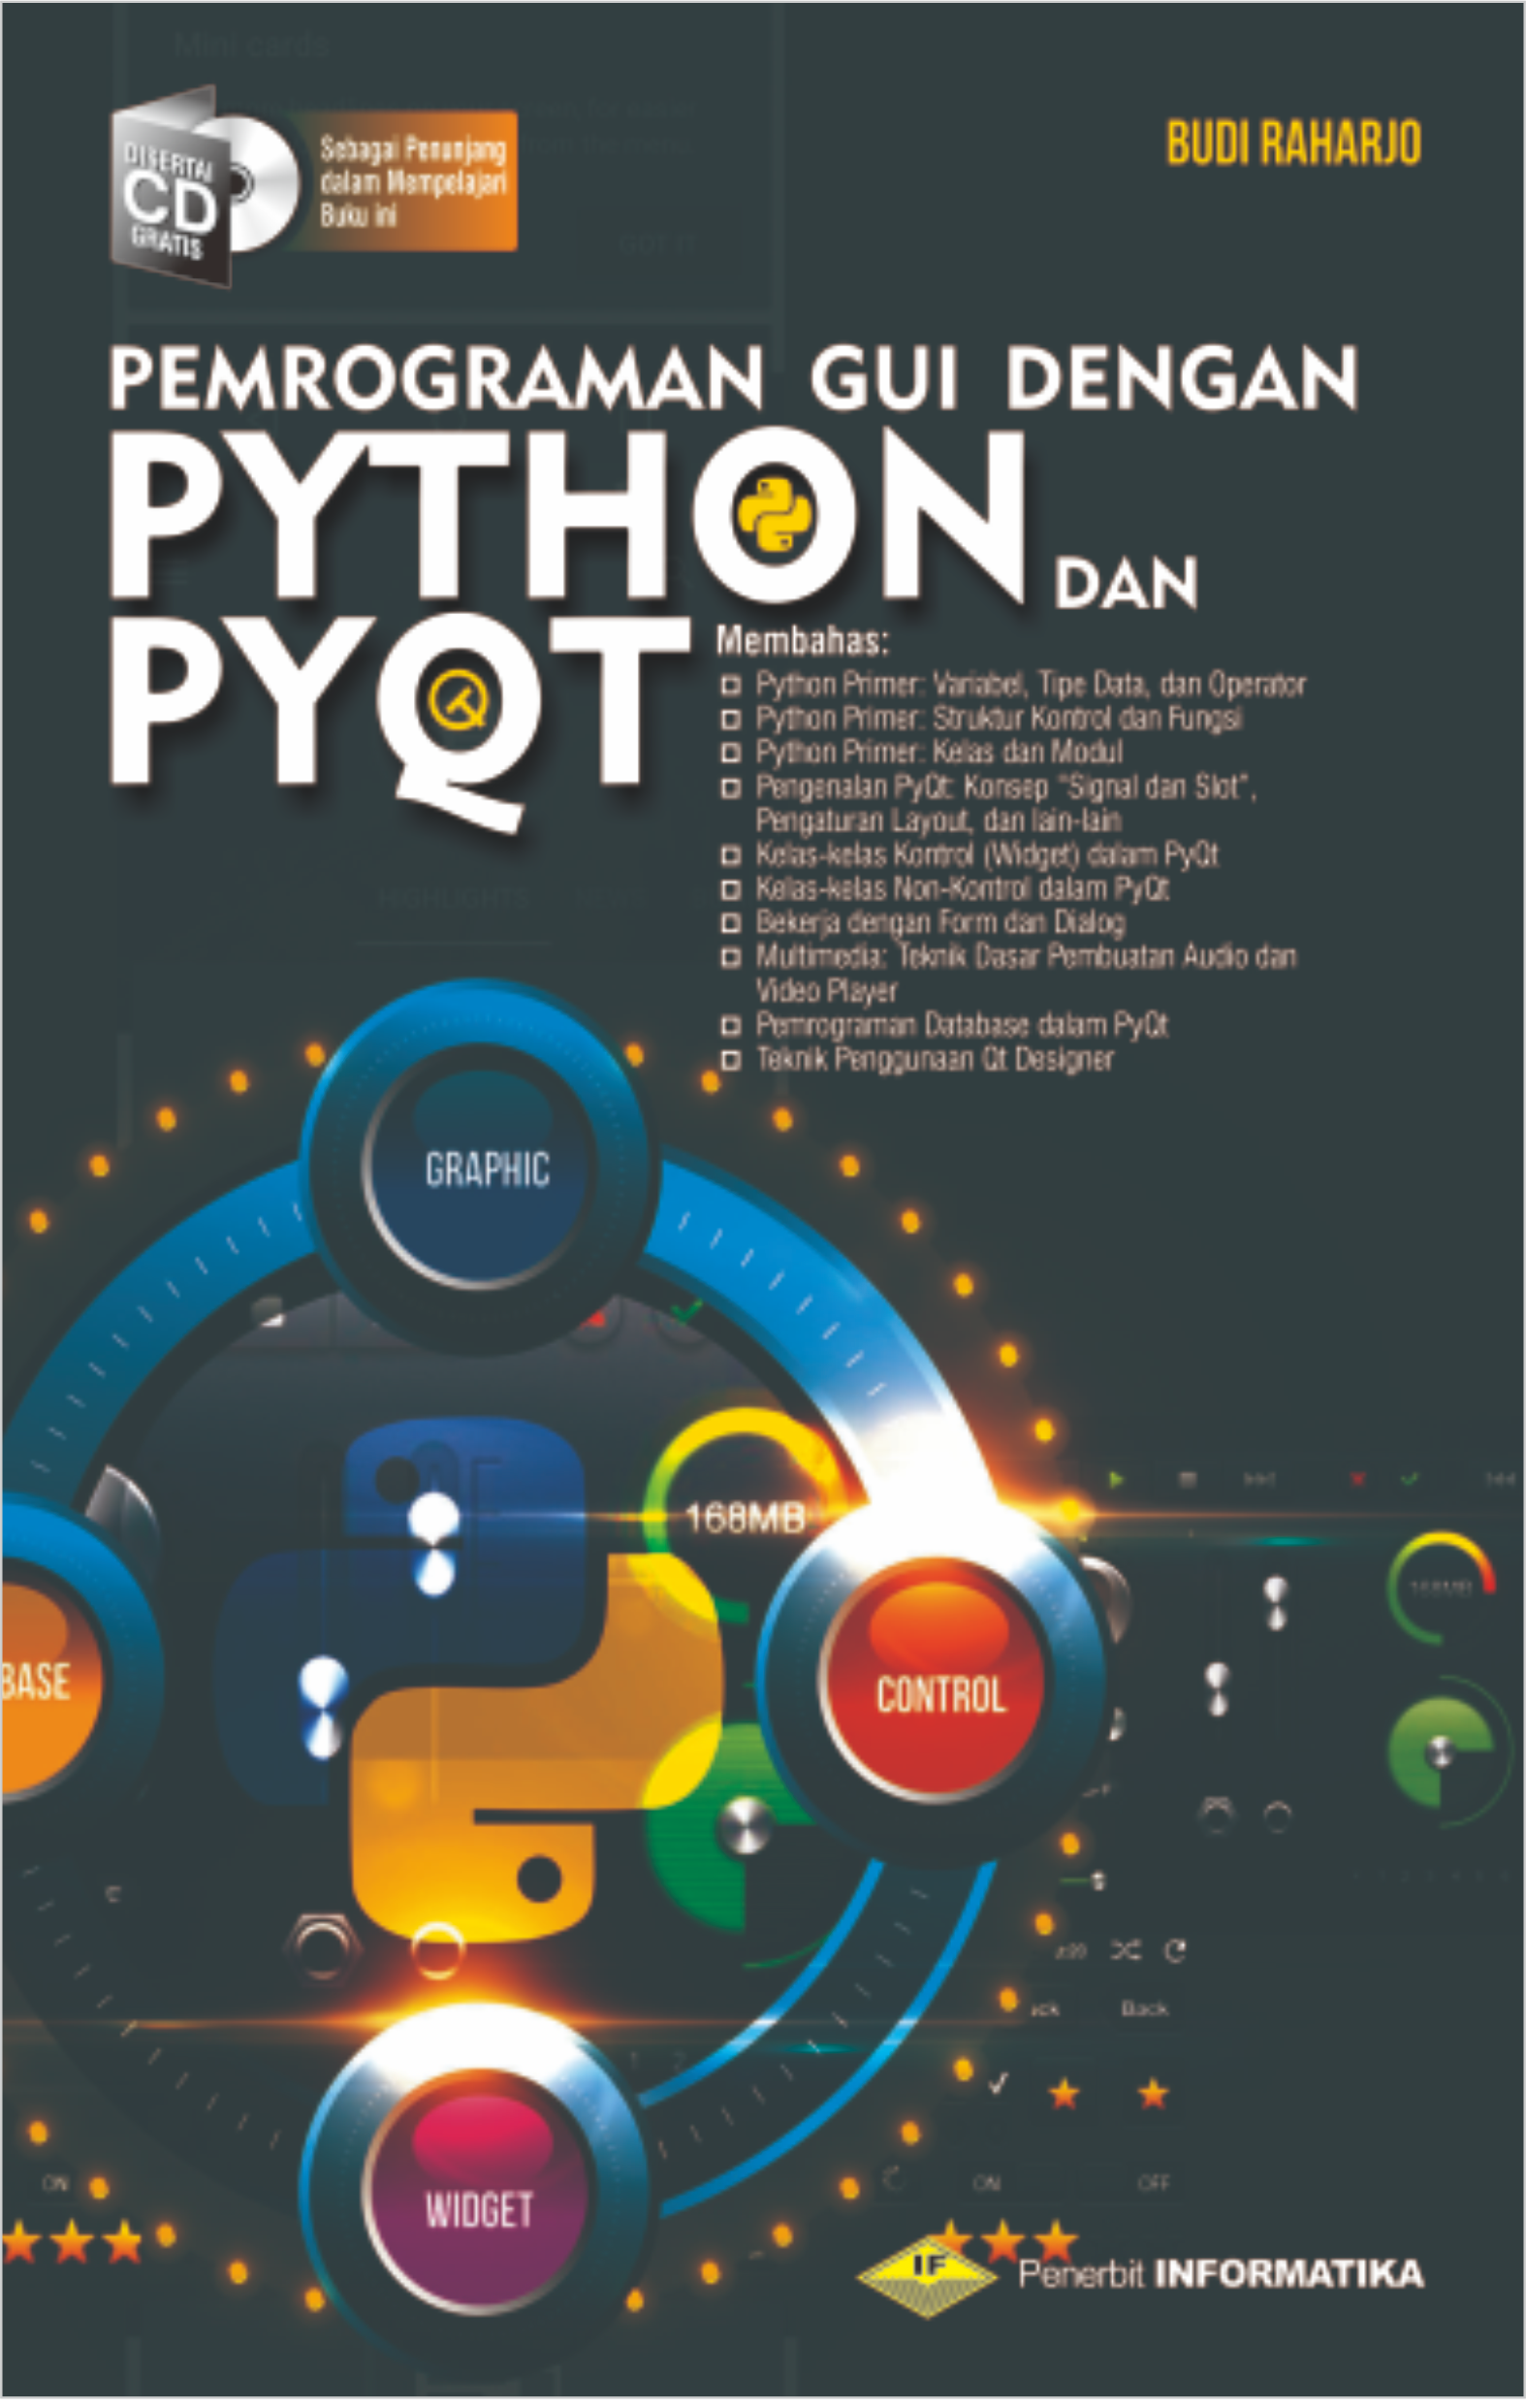 DISERTAI
CD
GRATIS
Sebagai Penunjang
dalam Mempelajari
Buku ini
BUDI RAHARJO
PEMROGRAMAN GUI DENGAN
PYTHON DAN
PYQT
Membahas:
Python Primer: Variabel, Tipe Data, dan Operator
Python Primer: Struktur Kontrol dan Fungsi
Python Primer: Kelas dan Modul
Pengenalan PyQt: Konsep "Signal dan Slot",
Pengaturan Layout, dan lain-lain
Kelas-kelas Kontrol (Widget) dalam PyQt
Kelas-kelas Non-Kontrol dalam PyQt
Bekerja dengan Form dan Dialog
Multimedia: Teknik Dasar Pembuatan Audio dan
Video Player
Pemrograman Database dalam PyQt
Teknik Penggunaan Qt Designer
GRAPHIC
168MB
168MB
BASE
CONTROL
Back
ON
ON
OFF
WIDGET
IF
Penerbit INFORMATIKA